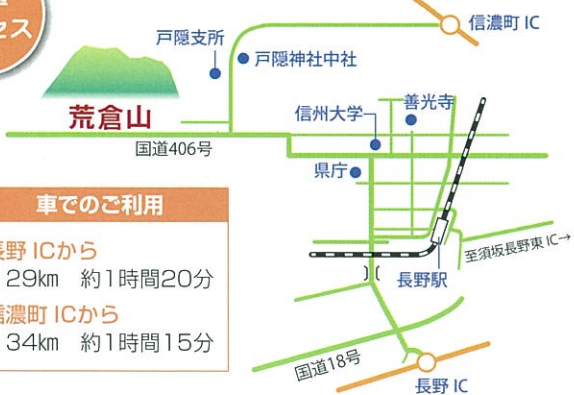 セス
信濃町 IC
戸隠支所
戸隠神社中社
荒倉山
信州大学
善光寺
国道406号
県庁
車でのご利用
長野 ICから
29km 約1時間20分
信濃町 ICから
34km 約1時間15分
至須坂長野東 IC→
長野駅
国道18号
長野 IC